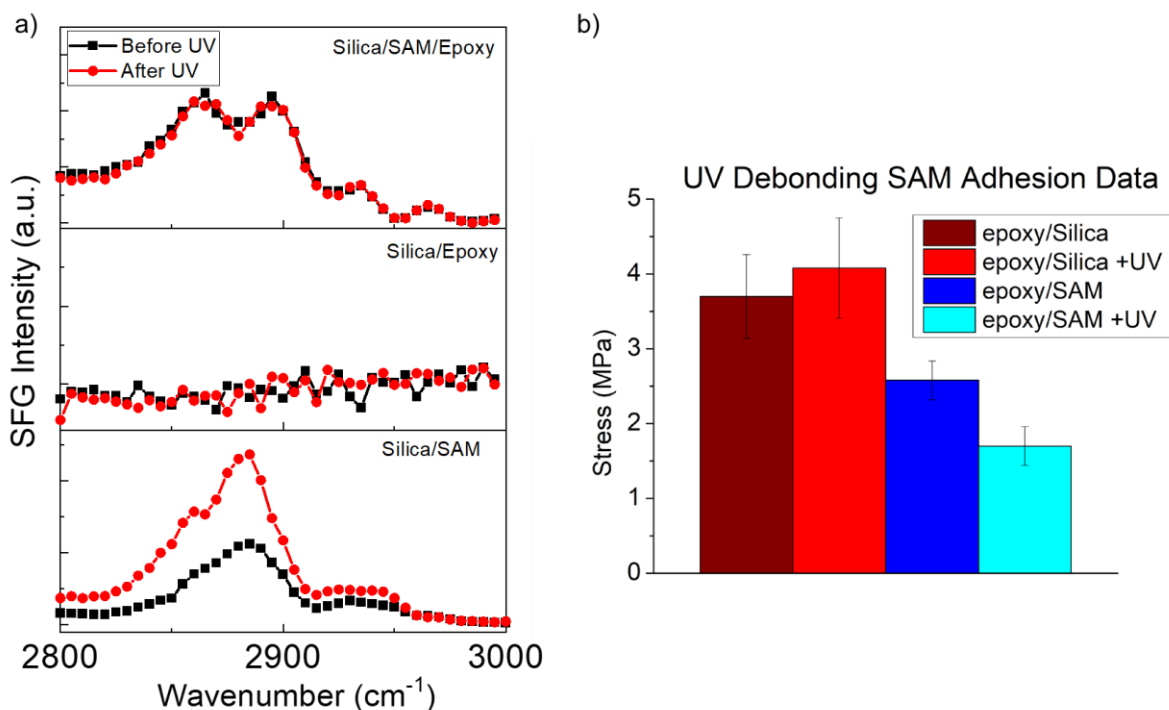 a)
Before UV
After UV
Silica/SAM/Epoxy
Silica/Epoxy
Silica/SAM
SFG Intensity (a.u.)
2800 2900 3000
Wavenumber (cm⁻¹)
b)
UV Debonding SAM Adhesion Data
epoxy/Silica
epoxy/Silica +UV
epoxy/SAM
epoxy/SAM +UV
Stress (MPa)
5
4
3
2
1
0